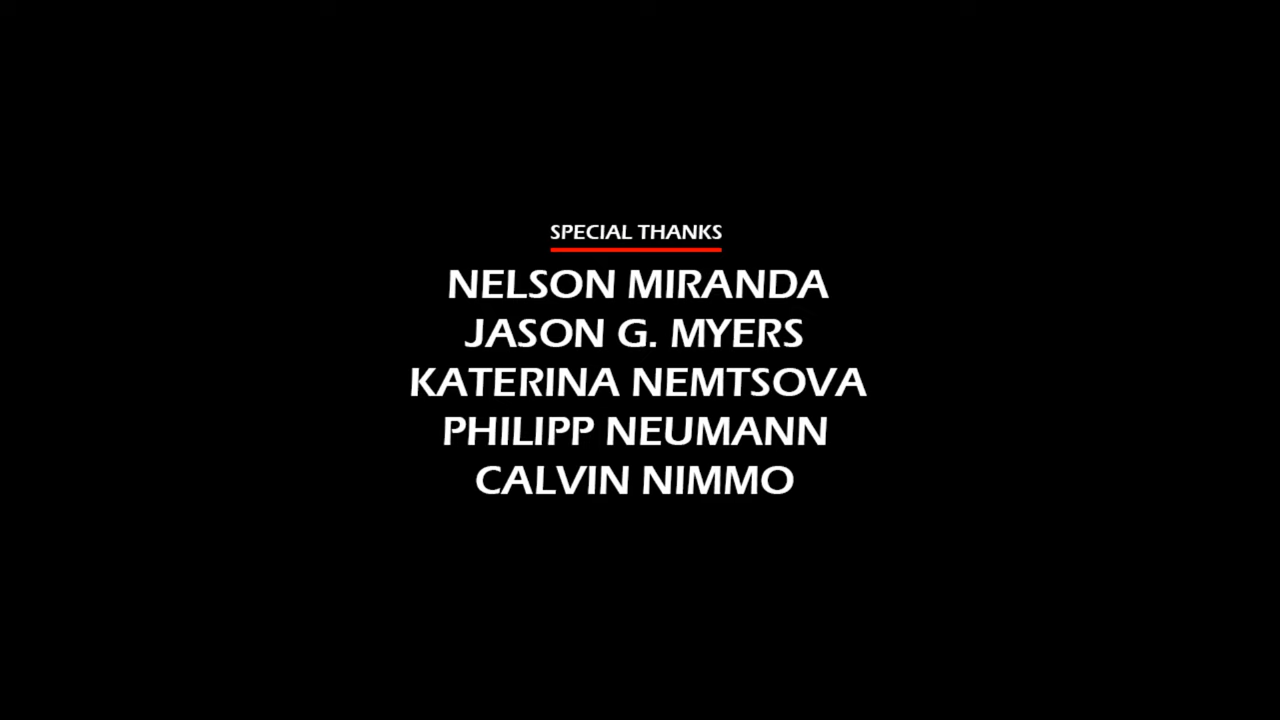 SPECIAL THANKS
NELSON MIRANDA
JASON G. MYERS
KATERINA NEMTSOVA
PHILIPP NEUMANN
CALVIN NIMMO